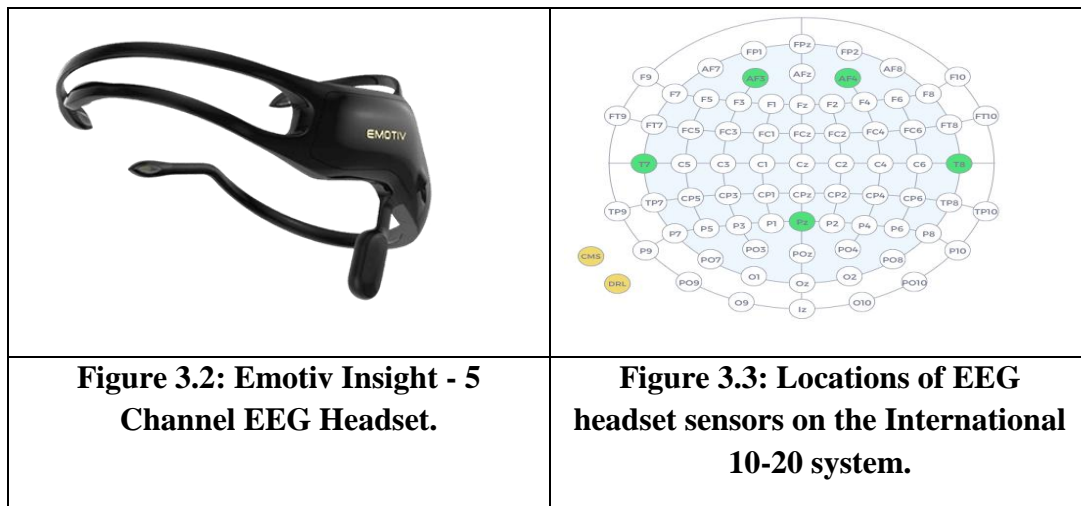 EMOTIV
FPz
FP1 FP2
AF7 AF3 AFz AF4 AF8
F9 F7 F5 F3 F1 Fz F2 F4 F6 F8 F10
FT9 FT7 FC5 FC3 FC1 FCz FC2 FC4 FC6 FT8 FT10
T7 C5 C3 C1 Cz C2 C4 C6 T8
TP9 TP7 CP5 CP3 CP1 CPz CP2 CP4 CP6 TP8 TP10
P9 P7 P5 P3 P1 Pz P2 P4 P6 P8 P10
PO9 PO7 PO3 POz PO4 PO8 PO10
O1 Oz O2
O9 Iz O10
CMS
DRL
Figure 3.2: Emotiv Insight - 5
Channel EEG Headset.
Figure 3.3: Locations of EEG
headset sensors on the International
10-20 system.